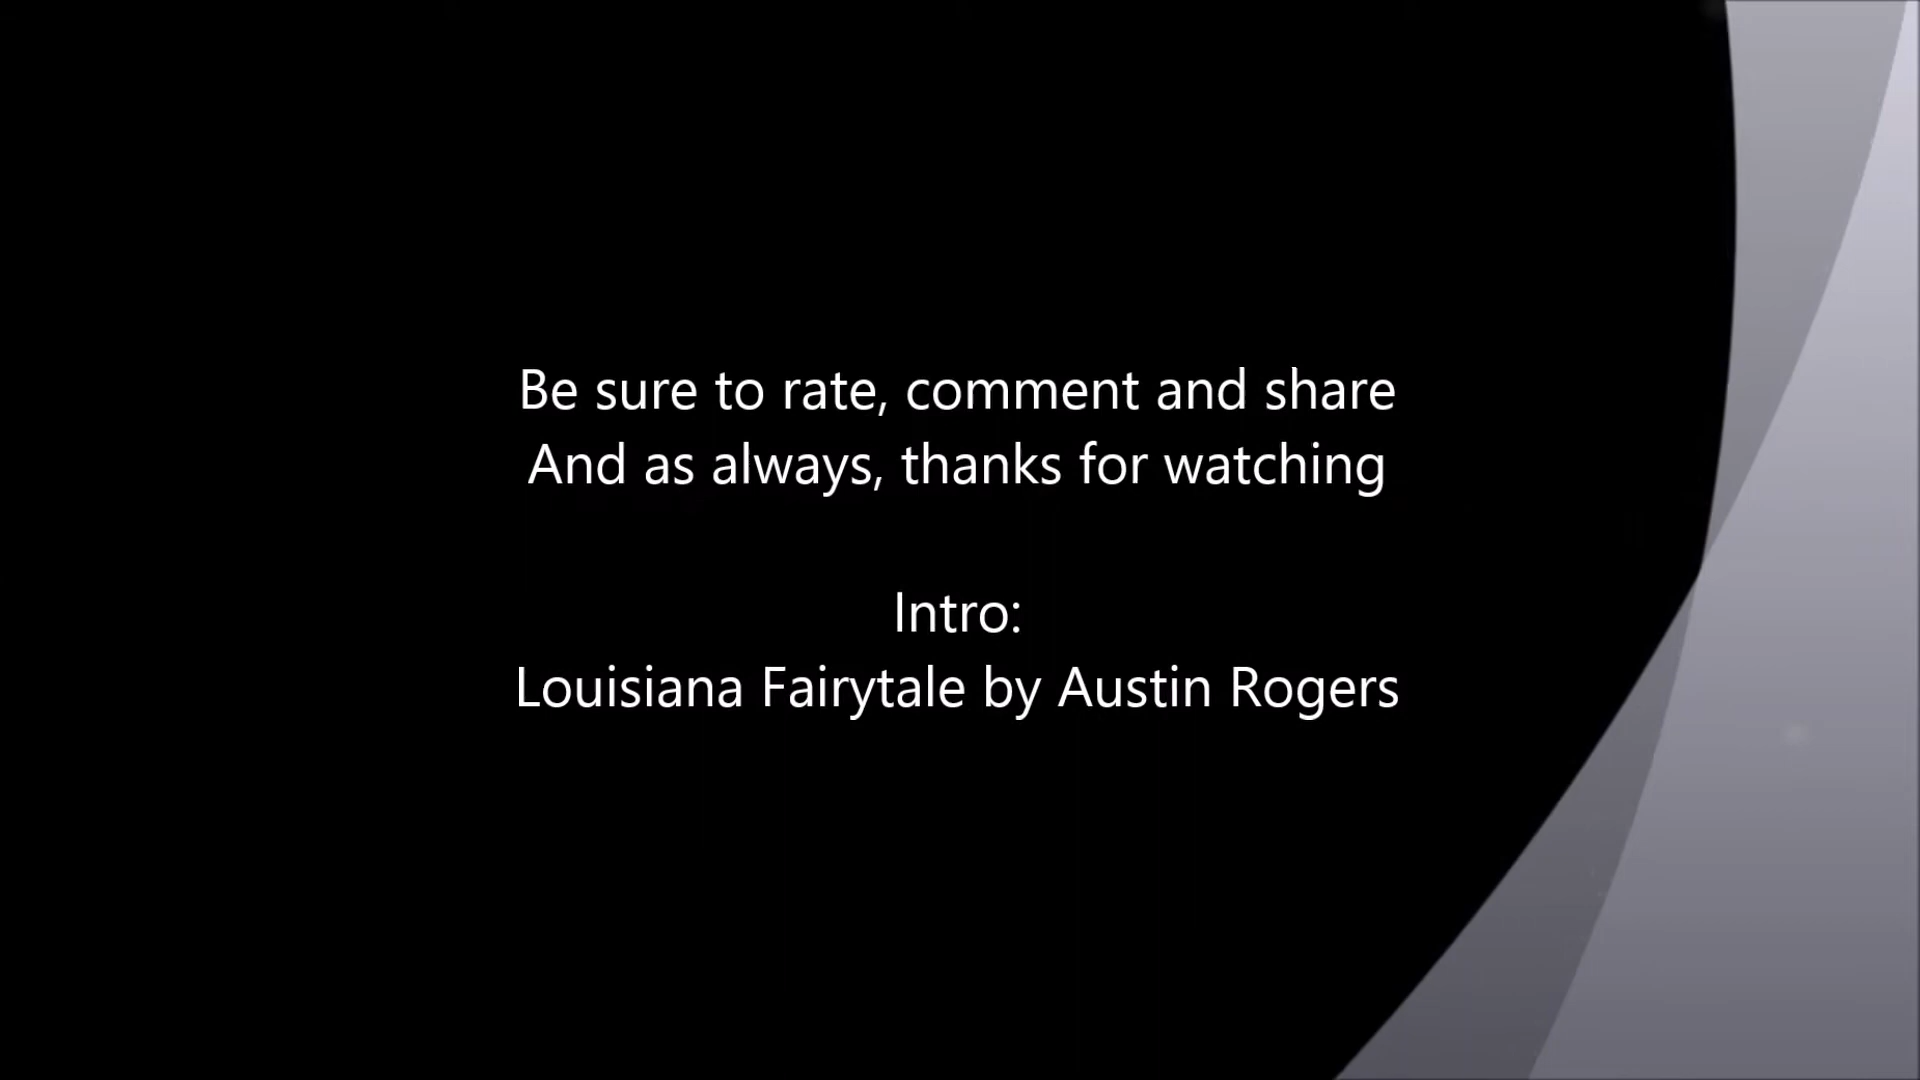 Be sure to rate, comment and share
And as always, thanks for watching
Intro:
Louisiana Fairytale by Austin Rogers